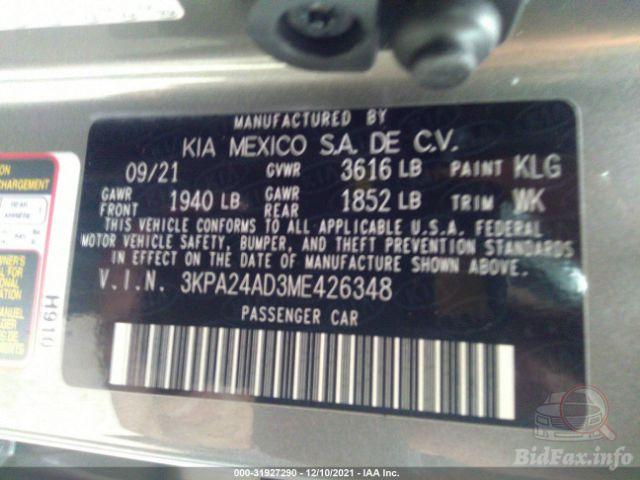 MANUFACTURED BY
KIA MEXICO S.A. DE C.V.
09/21 GVWR 3616 LB PAINT KLG
GAWR FRONT 1940 LB GAWR REAR 1852 LB TRIM WK
THIS VEHICLE CONFORMS TO ALL APPLICABLE U.S.A. FEDERAL
MOTOR VEHICLE SAFETY, BUMPER, AND THEFT PREVENTION STANDARDS
IN EFFECT ON THE DATE OF MANUFACTURE SHOWN ABOVE.
V.I.N. 3KPA24AD3ME426348
PASSENGER CAR
H910
CHARGEMENT
MANUEL
000-31927290 - 12/10/2021 - IAA Inc.
BidFax.info